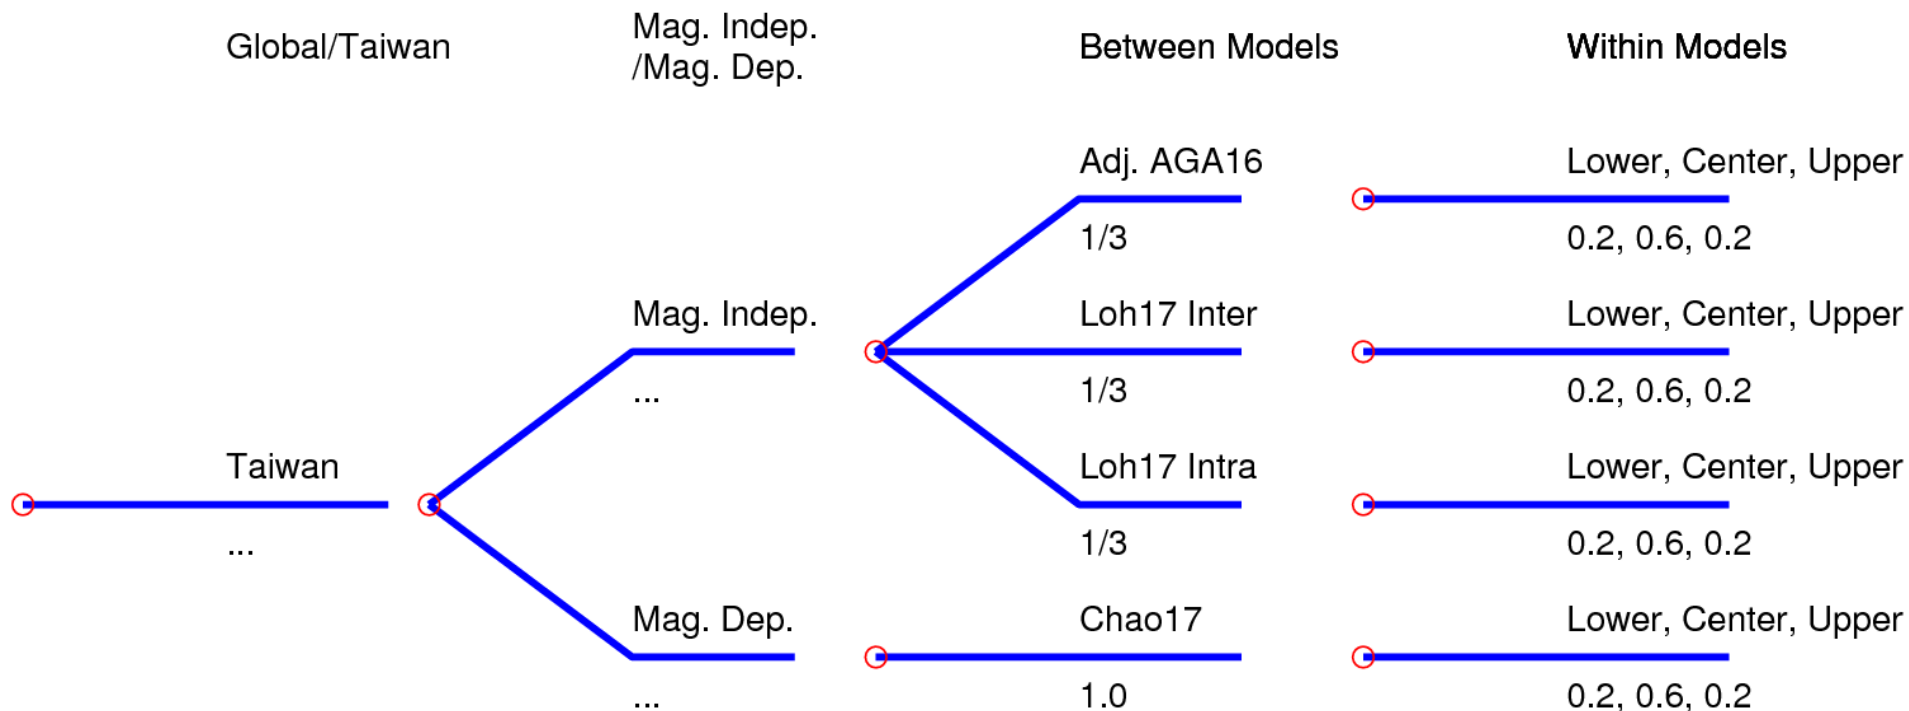 Global/Taiwan
Mag. Indep.
/Mag. Dep.
Between Models
Within Models
Adj. AGA16
Lower, Center, Upper
1/3
0.2, 0.6, 0.2
Mag. Indep.
Loh17 Inter
Lower, Center, Upper
...
1/3
0.2, 0.6, 0.2
Taiwan
Loh17 Intra
Lower, Center, Upper
...
1/3
0.2, 0.6, 0.2
Mag. Dep.
Chao17
Lower, Center, Upper
...
1.0
0.2, 0.6, 0.2